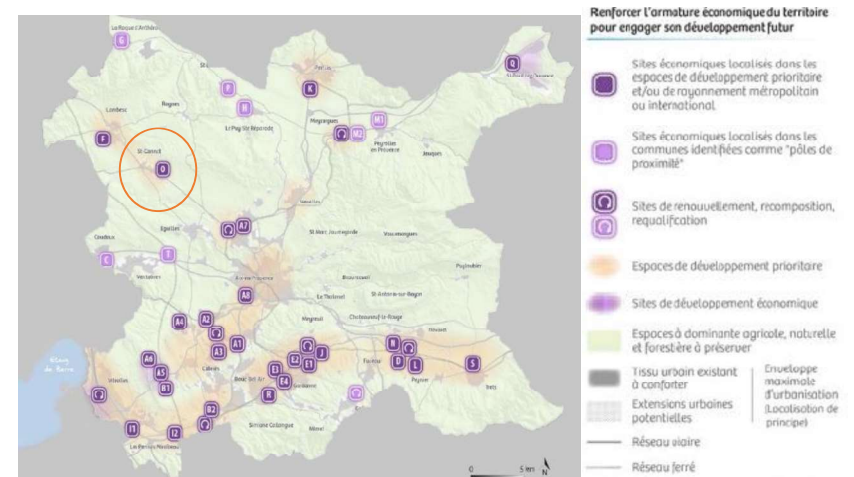 Renforcer l'armature économique du territoire
pour engager son développement futur
Sites économiques localisés dans les
espaces de développement prioritaire
et/ou de rayonnement métropolitain
ou international
Sites économiques localisés dans les
communes identifiées comme "pôles de
proximité"
Sites de renouvellement, recomposition,
requalification
Espaces de développement prioritaire
Sites de développement économique
Espaces à dominante agricole, naturelle
et forestière à préserver
Tissu urbain existant
à conforter
Extensions urbaines
potentielles
Enveloppe
maximale
d'urbanisation
(Localisation de
principe)
Réseau viaire
Réseau ferré
La Roque d'Anthéron
G
Q
P
K
H
Lambesc
Rognes
Le Puy Ste Réparade
Meyrargues
M1
M2
Peyrolles
en Provence
Jouques
F
St Cannat
O
Venelles
Eguilles
A7
St Marc Jaumegarde
Vauvenargues
Coudoux
C
Ventabren
Aix-en-Provence
Puyloubier
Beaurecueil
A8
Le Tholonet
St Antonin sur Bayon
A4
A2
Meyreuil
Châteauneuf le Rouge
Rousset
A1
A3
N
Etang
de Berre
A6
A5
B1
Vitrolles
Cabriès
Bouc Bel Air
E3
E2
E1
J
E4
Gardanne
R
Fuveau
D
L
Peynier
S
Trets
B2
I1
I2
Les Pennes Mirabeau
Simiane Collongue
Mimet
0
5 km
N